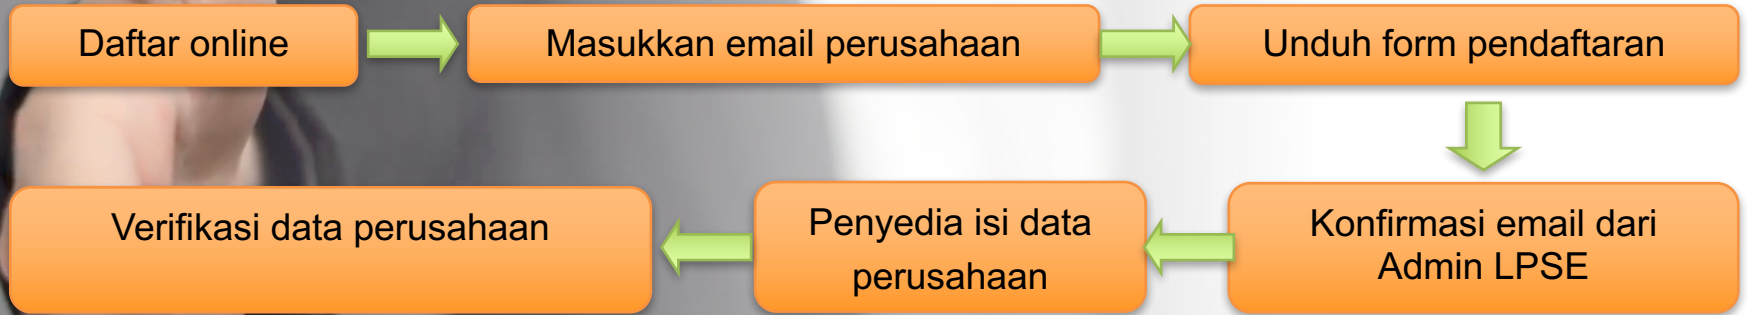 Daftar online
Masukkan email perusahaan
Unduh form pendaftaran
Konfirmasi email dari
Admin LPSE
Penyedia isi data
perusahaan
Verifikasi data perusahaan